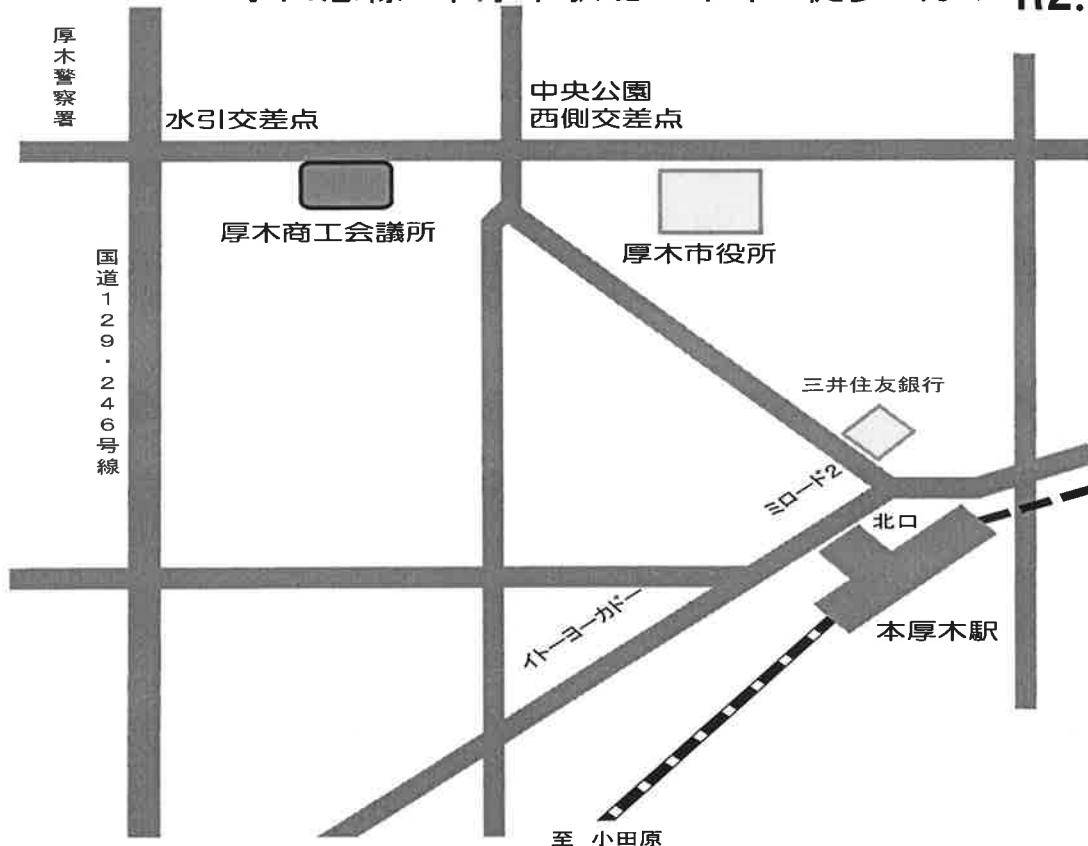 R2.
厚木警察署
水引交差点
中央公園
西側交差点
厚木商工会議所
厚木市役所
国道129・246号線
三井住友銀行
ミロード2
北口
イトーヨーカドー
本厚木駅
至 小田原